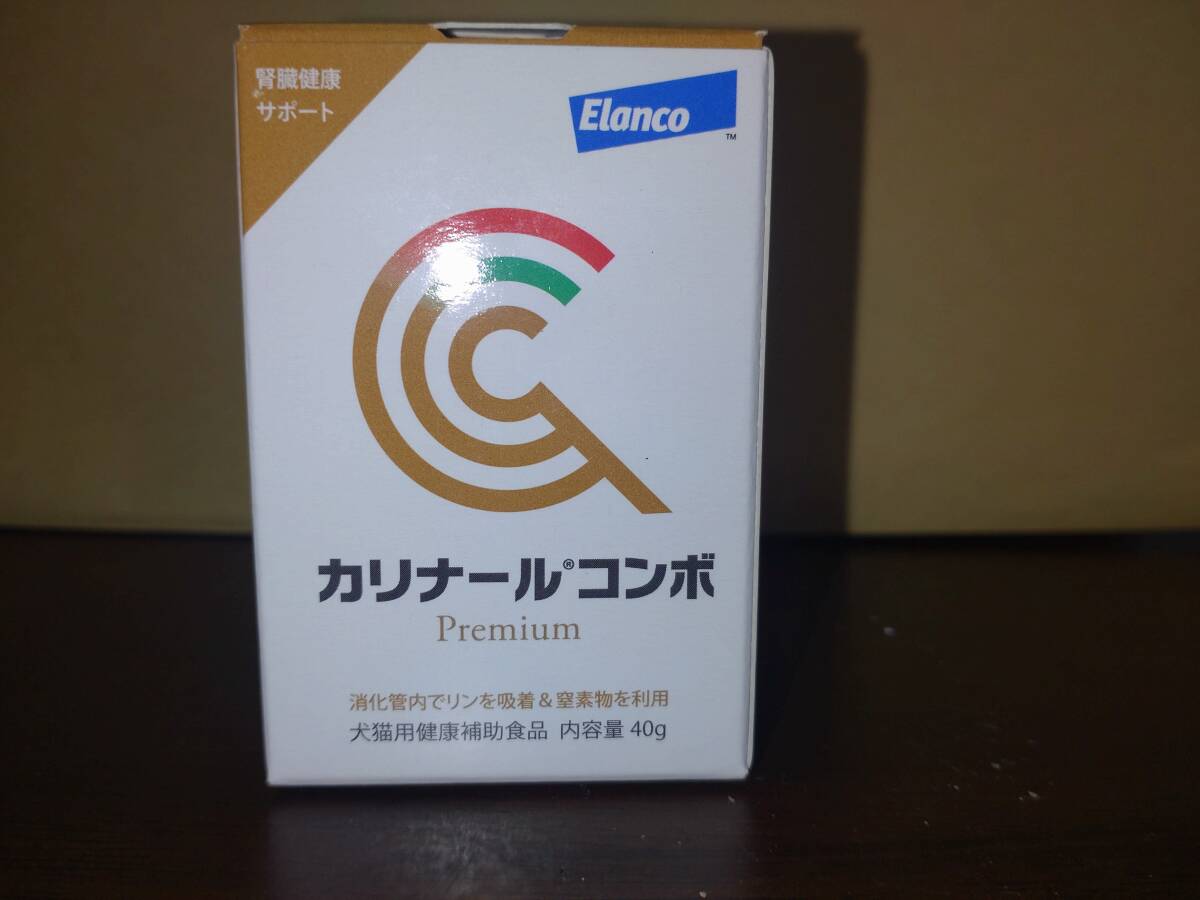 腎臓健康
サポート
Elanco
TM
カリナール®コンボ
Premium
消化管内でリンを吸着&窒素物を利用
犬猫用健康補助食品 内容量 40g